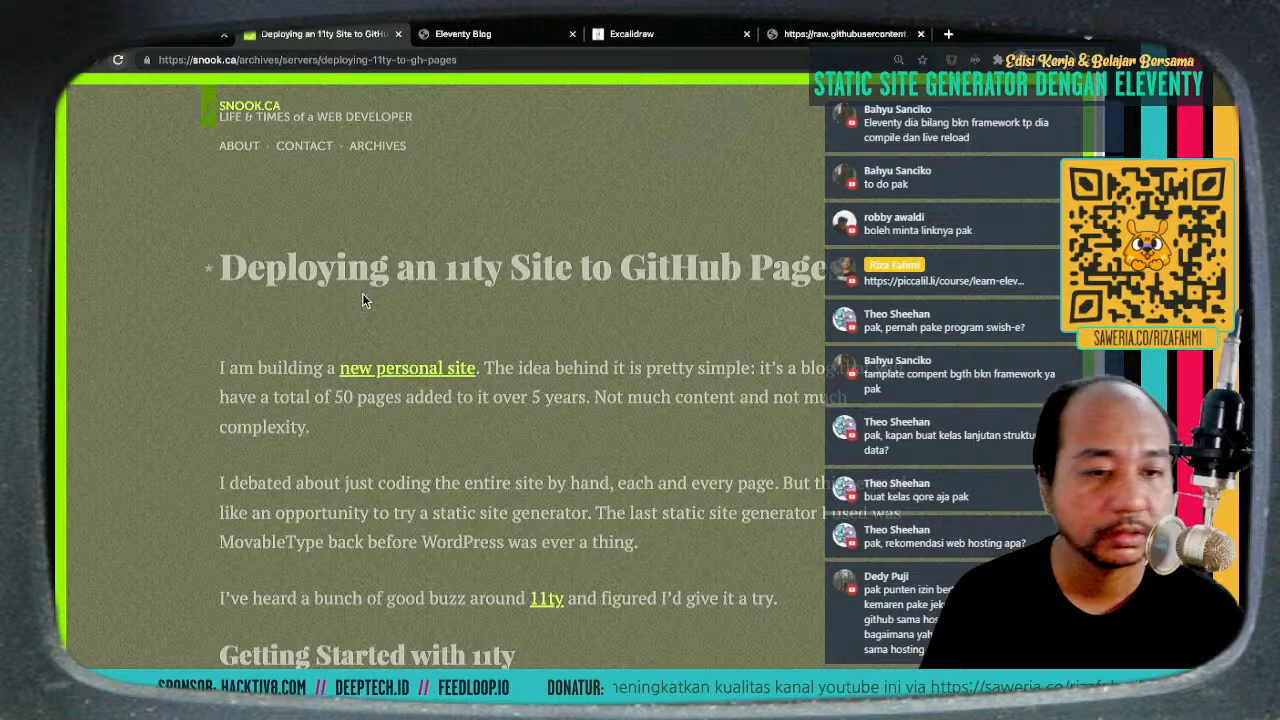 Deploying an 11ty Site to GitHu
Eleventy Blog
Excalidraw
https://raw.githubusercontent.
https://snook.ca/archives/servers/deploying-11ty-to-gh-pages
Edisi Kerja & Belajar Bersama
STATIC SITE GENERATOR DENGAN ELEVENTY
SNOOK.CA
LIFE & TIMES of a WEB DEVELOPER
ABOUT · CONTACT · ARCHIVES
Deploying an 11ty Site to GitHub Page
I am building a new personal site. The idea behind it is pretty simple: it's a blog
have a total of 50 pages added to it over 5 years. Not much content and not much
complexity.
I debated about just coding the entire site by hand, each and every page. But
like an opportunity to try a static site generator. The last static site generator I used was
MovableType back before WordPress was ever a thing.
I've heard a bunch of good buzz around 11ty and figured I'd give it a try.
Getting Started with 11ty
Bahyu Sanciko
Eleventy dia bilang bkn framework tp dia
compile dan live reload
Bahyu Sanciko
to do pak
robby awaldi
boleh minta linknya pak
Riza Fahmi
https://piccalil.li/course/learn-elev...
Theo Sheehan
pak, pernah pake program swish-e?
Bahyu Sanciko
tamplate compent bgth bkn framework ya
pak
Theo Sheehan
pak, kapan buat kelas lanjutan struktu
data?
Theo Sheehan
buat kelas qore aja pak
Theo Sheehan
pak, rekomendasi web hosting apa?
Dedy Puji
pak punten izin ber
kemaren pake jek
github sama ho
bagaimana yah
sama hosting
SAWERIA.CO/RIZAFAHMI
SPONSOR: HACKTIV8.COM // DEEPTECH.ID // FEEDLOOP.IO
DONATUR:
meningkatkan kualitas kanal youtube ini via https://saweria.co/rizafah